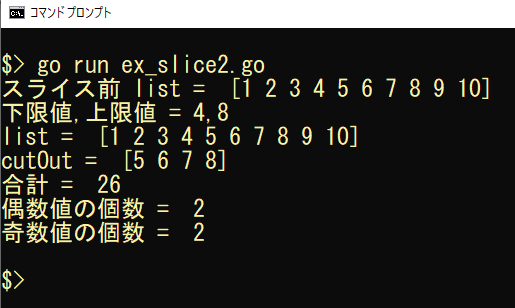 コマンドプロンプト
$> go run ex_slice2.go
スライス前 list =  [1 2 3 4 5 6 7 8 9 10]
下限値,上限値 = 4,8
list =  [1 2 3 4 5 6 7 8 9 10]
cutOut =  [5 6 7 8]
合計 =  26
偶数値の個数 =  2
奇数値の個数 =  2
$>